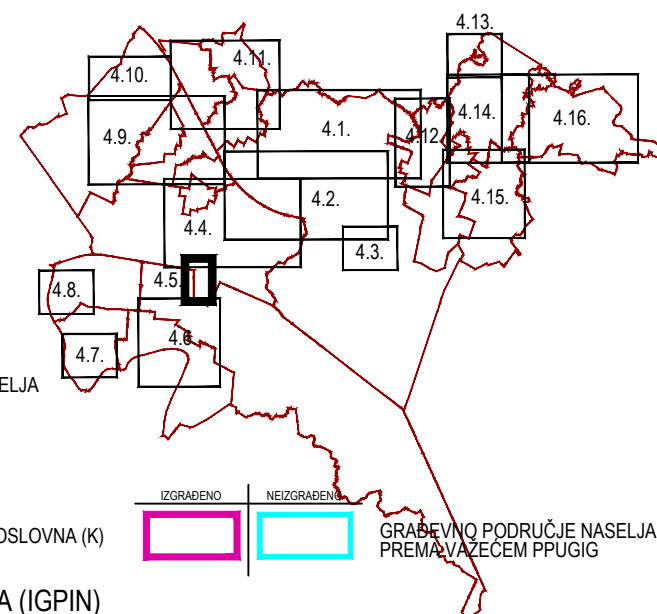 4.13.
4.11.
4.10.
4.14.
4.16.
4.9.
4.1.
4.12
4.2.
4.15.
4.4.
4.3.
4.5.
4.8.
4.6
4.7.
ELJA
IZGRAĐENO
NEIZGRAĐENO
OSLOVNA (K)
GRAĐEVNO PODRUČJE NASELJA
PREMA VAŽEĆEM PPUGIG
A (IGPIN)